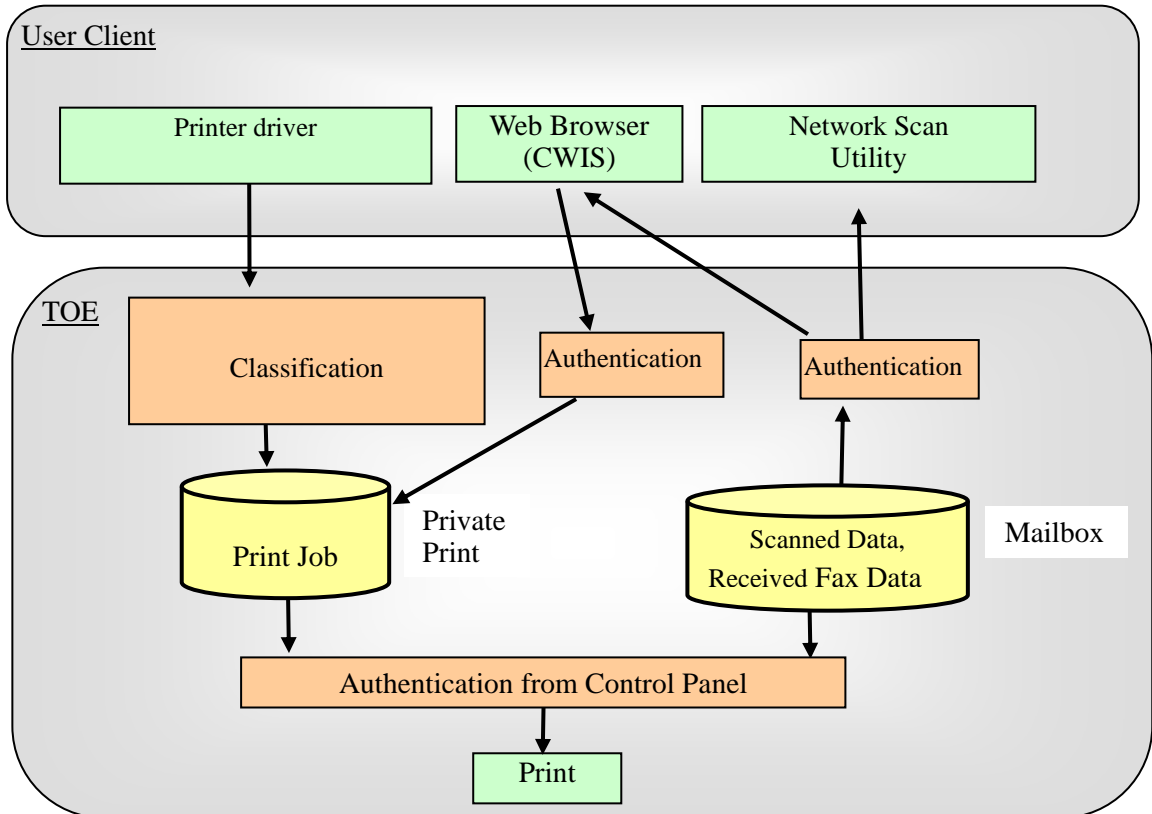 User Client
Printer driver
Web Browser
(CWIS)
Network Scan
Utility
TOE
Classification
Authentication
Authentication
Print Job
Private
Print
Scanned Data,
Received Fax Data
Mailbox
Authentication from Control Panel
Print